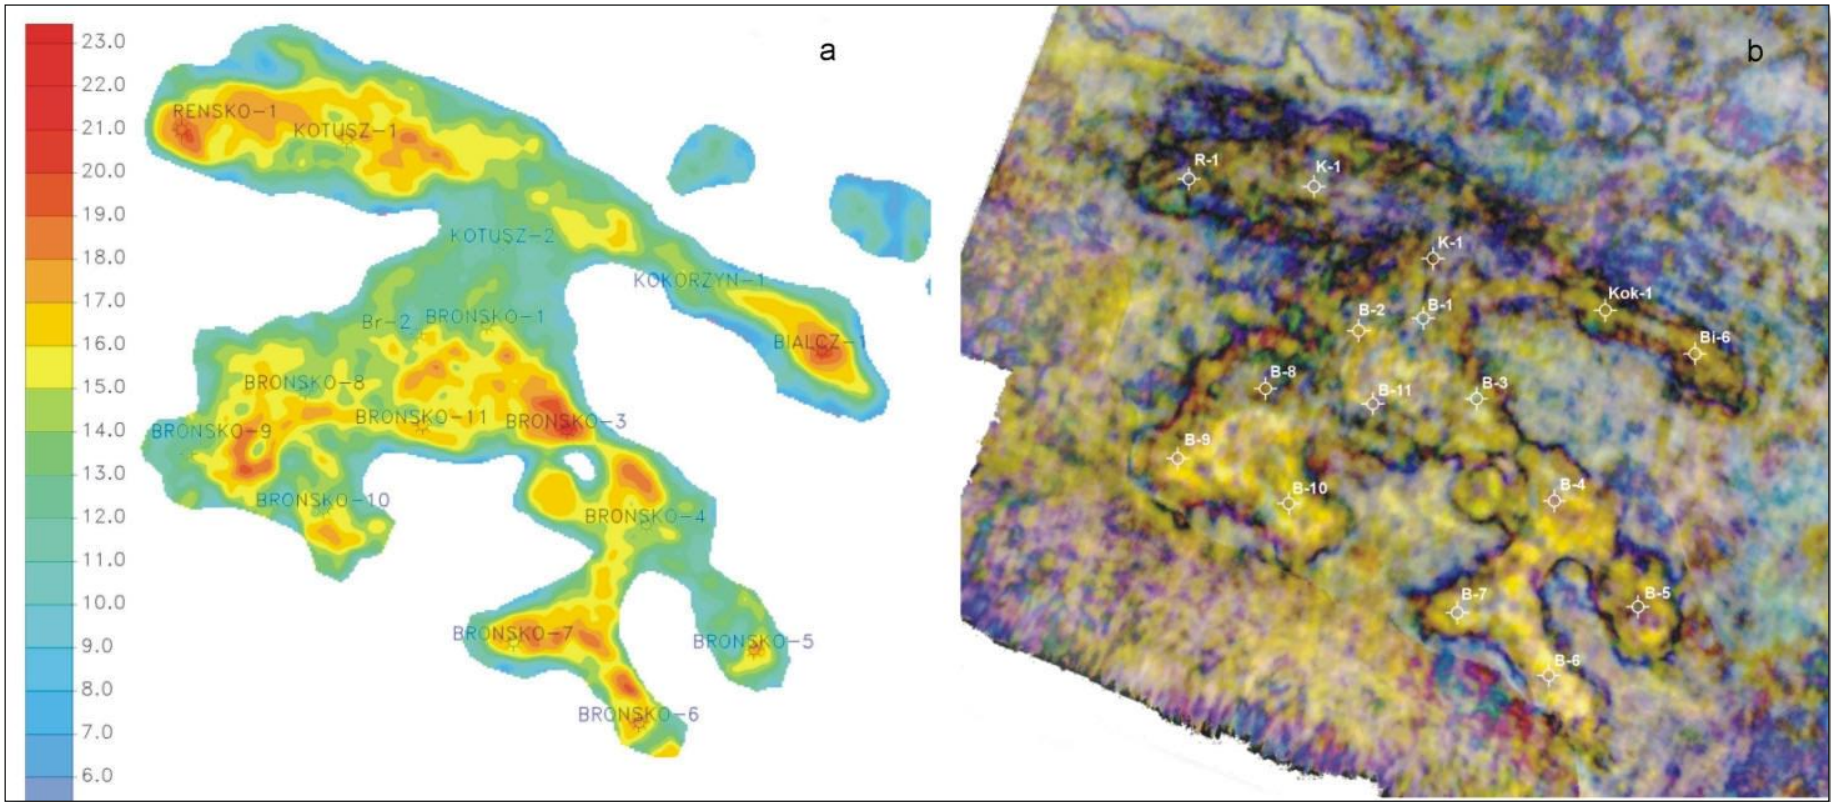 a
23.0
22.0
21.0
20.0
19.0
18.0
17.0
16.0
15.0
14.0
13.0
12.0
11.0
10.0
9.0
8.0
7.0
6.0
RENSKO-1
KOTUSZ-1
KOTUSZ-2
KOKORZYN-1
Br-2
BRONSKO-1
BIALCZ-1
BRONSKO-8
BRONSKO-11
BRONSKO-3
BRONSKO-9
BRONSKO-10
BRONSKO-4
BRONSKO-7
BRONSKO-5
BRONSKO-6
b
R-1
K-1
K-1
Kok-1
B-2
B-1
Bi-6
B-8
B-11
B-3
B-9
B-10
B-4
B-7
B-5
B-6